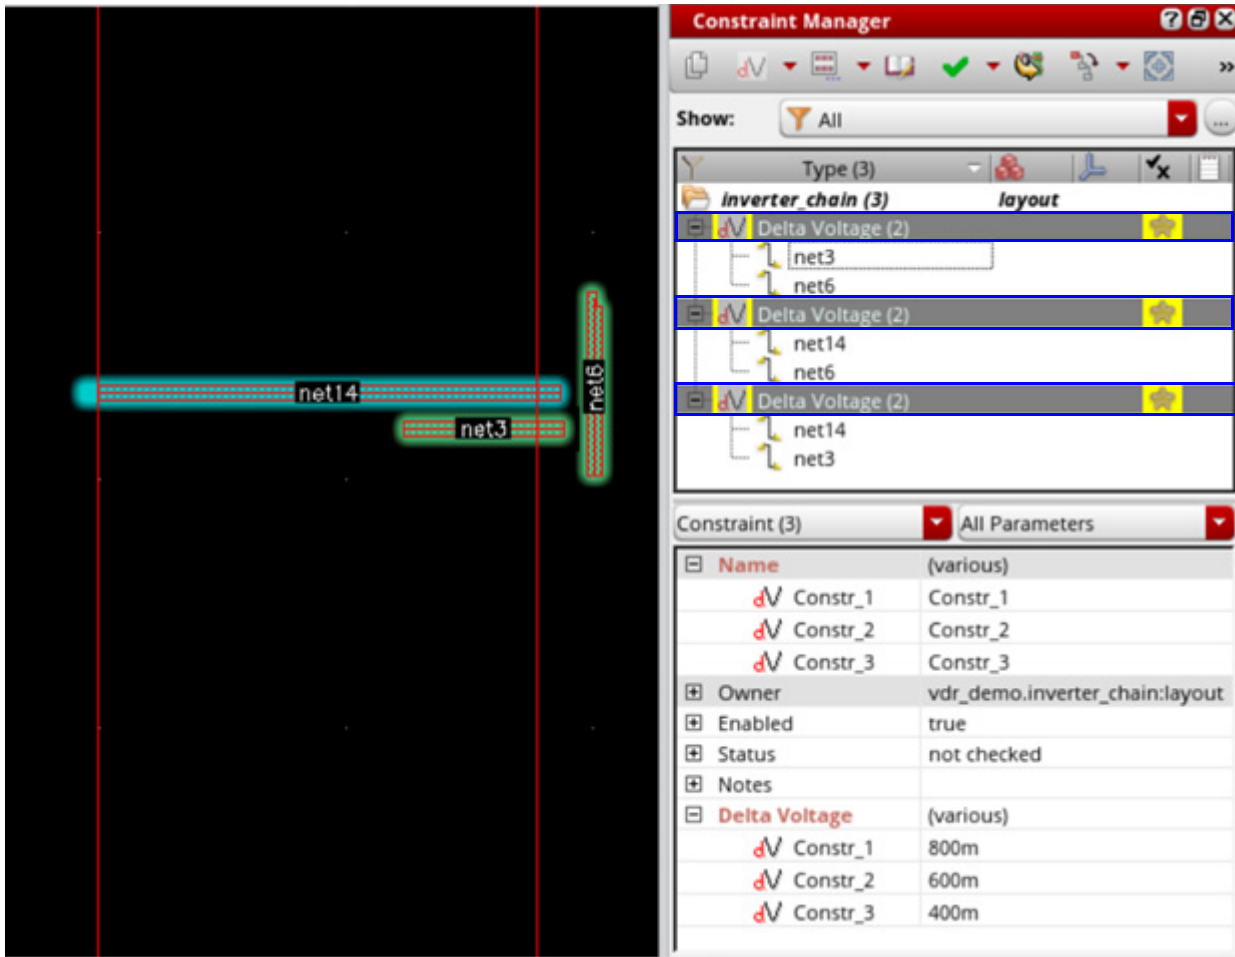 Constraint Manager
Show: All
Type (3)
inverter_chain (3) layout
Delta Voltage (2)
net3
net6
Delta Voltage (2)
net14
net6
Delta Voltage (2)
net14
net3
net14
net3
net6
Constraint (3) All Parameters
Name (various)
Constr_1 Constr_1
Constr_2 Constr_2
Constr_3 Constr_3
Owner vdr_demo.inverter_chain:layout
Enabled true
Status not checked
Notes
Delta Voltage (various)
Constr_1 800m
Constr_2 600m
Constr_3 400m